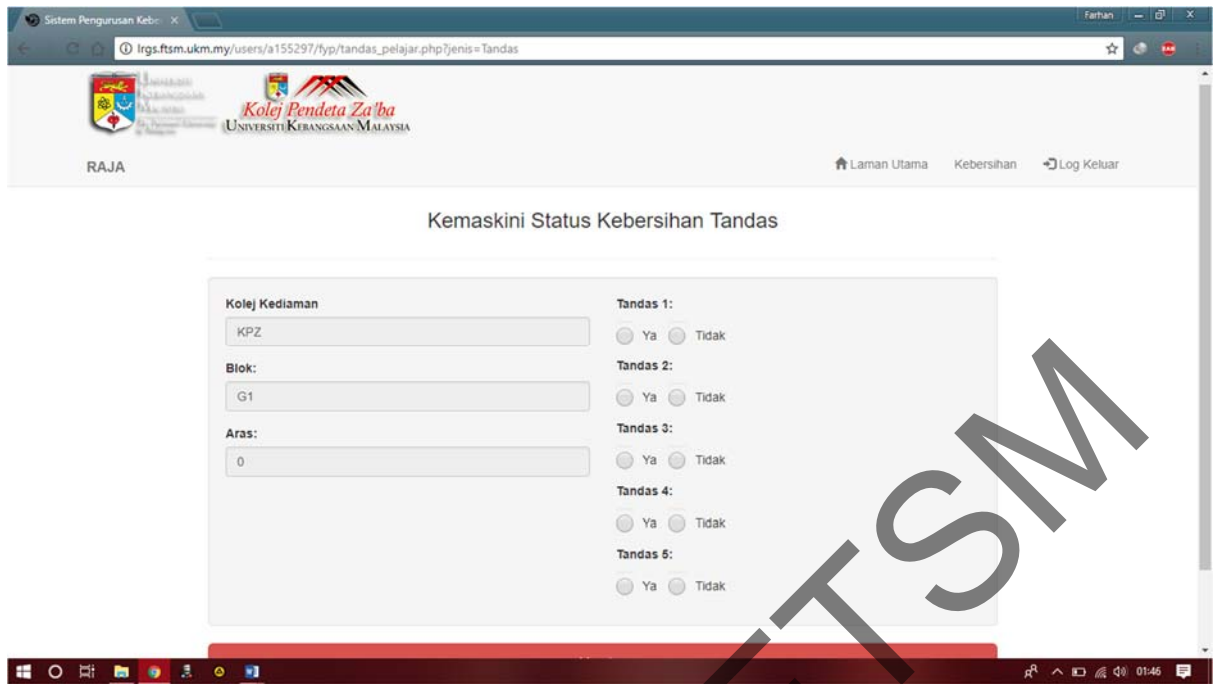 Sistem Pengurusan Kebe
Farhan
lrgs.ftsm.ukm.my/users/a155297/fyp/tandas_pelajar.php?jenis=Tandas
UNIVERSITI
KEBANGSAAN
MALAYSIA
Kolej Pendeta Za'ba
UNIVERSITI KEBANGSAAN MALAYSIA
RAJA
Laman Utama Kebersihan Log Keluar
Kemaskini Status Kebersihan Tandas
Kolej Kediaman
KPZ
Blok:
G1
Aras:
0
Tandas 1:
Ya Tidak
Tandas 2:
Ya Tidak
Tandas 3:
Ya Tidak
Tandas 4:
Ya Tidak
Tandas 5:
Ya Tidak
FTSM
01:46